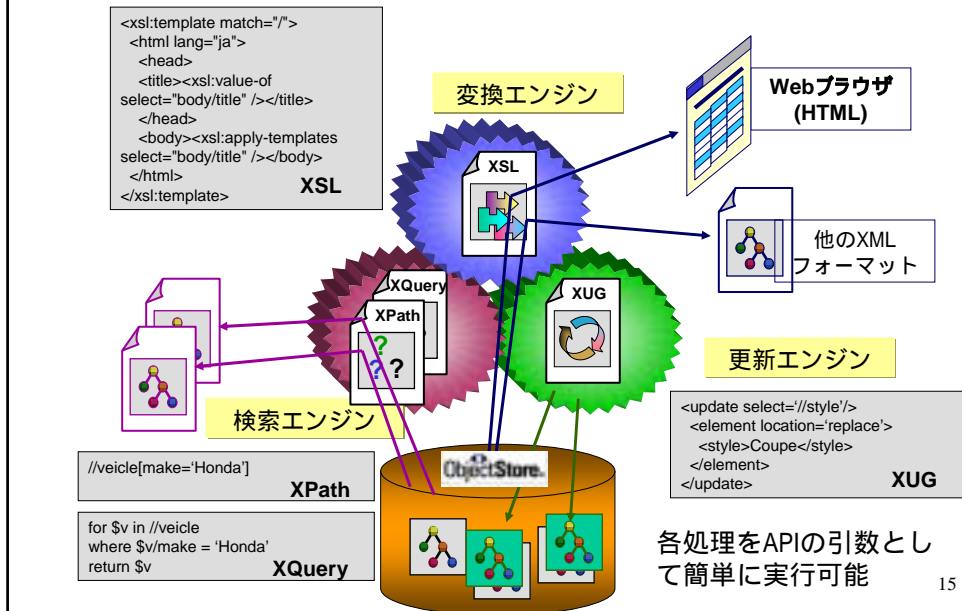 <xsl:template match="/">
<html lang="ja">
<head>
<title><xsl:value-of
select="body/title" /></title>
</head>
<body><xsl:apply-templates
select="body/title" /></body>
</html>
</xsl:template>
XSL
変換エンジン
Webブラウザ
(HTML)
XSL
他のXML
フォーマット
XQuery
XPath
? ? ?
XUG
検索エンジン
更新エンジン
//veicle[make=‘Honda’]
XPath
for $v in //veicle
where $v/make = ‘Honda’
return $v
XQuery
ObjectStore.
<update select=‘//style’/>
<element location=‘replace’>
<style>Coupe</style>
</element>
</update>
XUG
各処理をAPIの引数とし
て簡単に実行可能
15